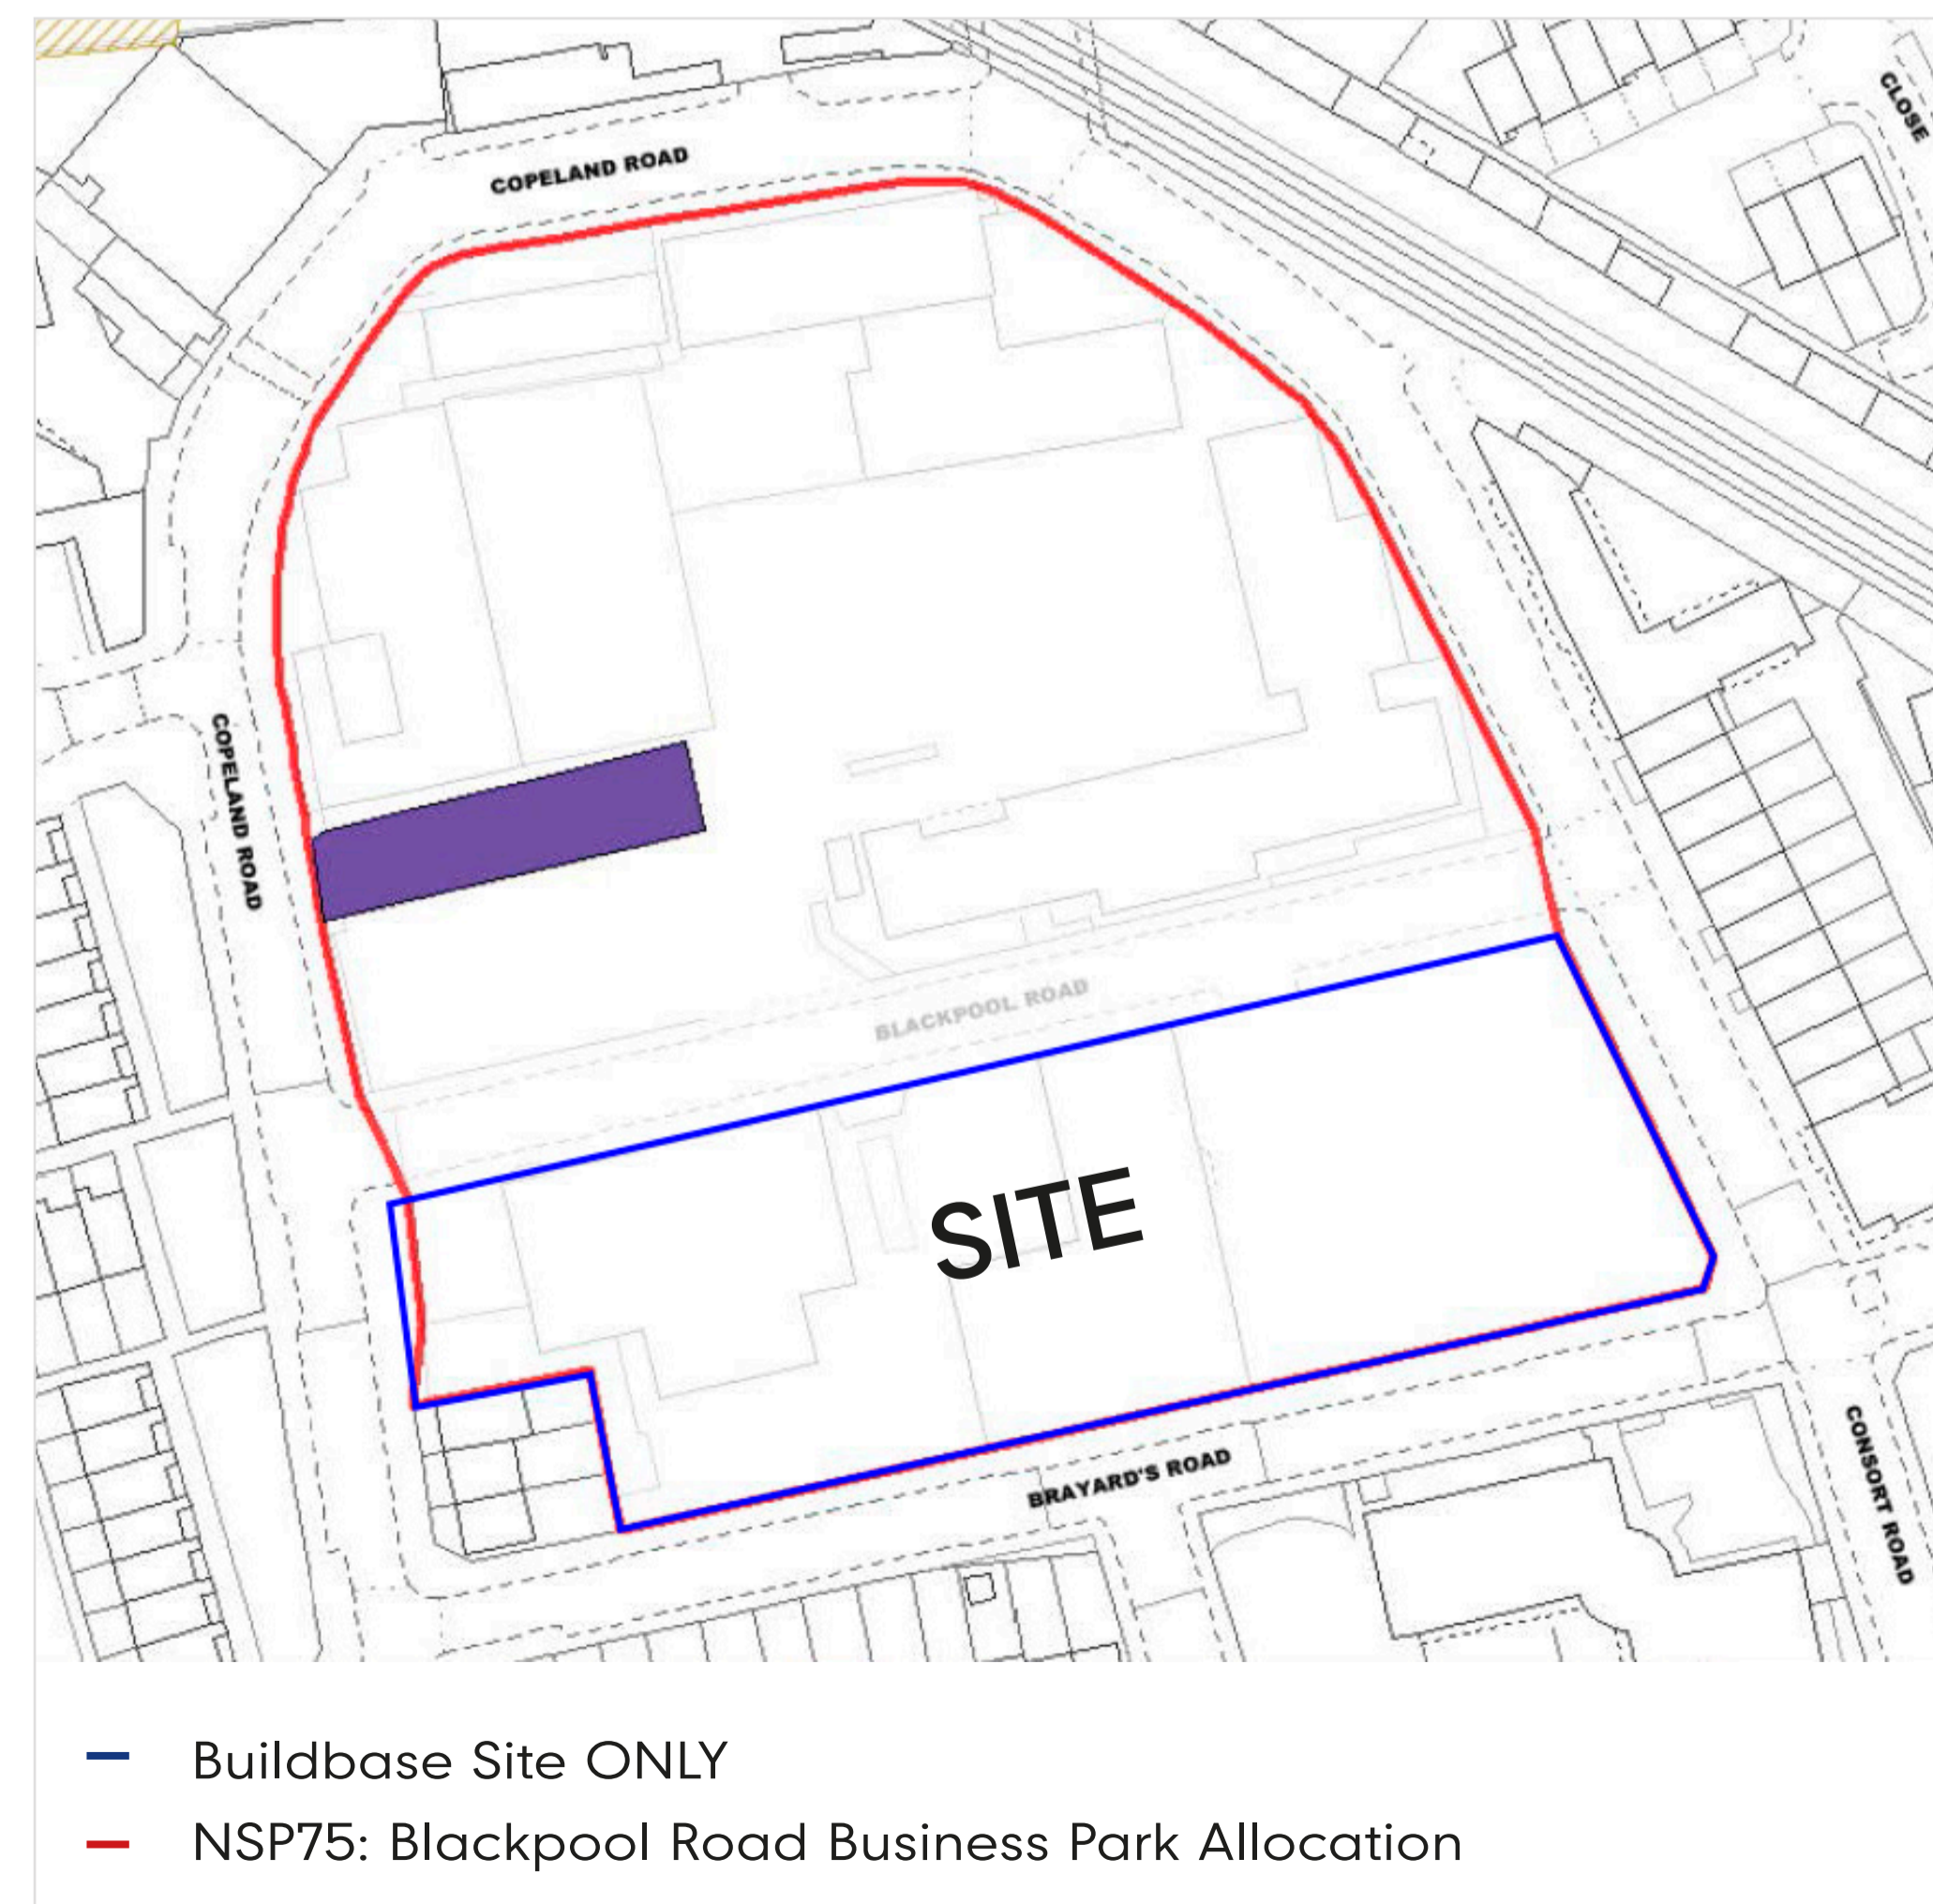 CLOSE
COPELAND ROAD
COPELAND ROAD
BLACKPOOL ROAD
SITE
BRAYARD'S ROAD
CONSORT ROAD
Buildbase Site ONLY
NSP75: Blackpool Road Business Park Allocation